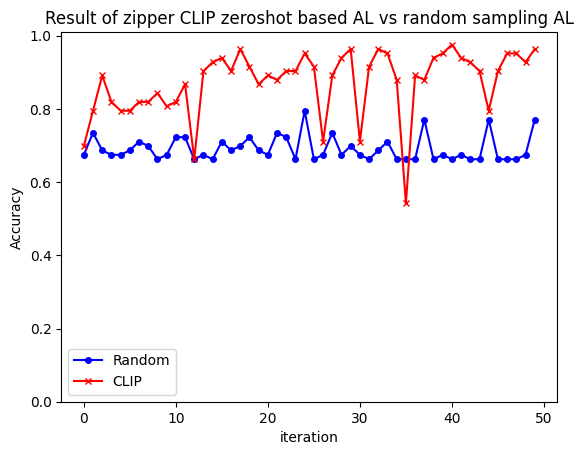 Result of zipper CLIP zeroshot based AL vs random sampling AL
1.0
0.8
0.6
0.4
0.2
0.0
Accuracy
Random
CLIP
0 10 20 30 40 50
iteration